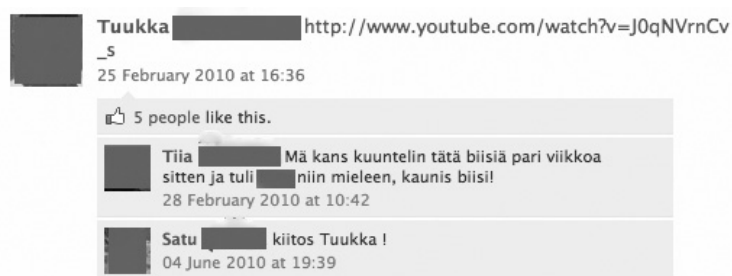 Tuukka http://www.youtube.com/watch?v=J0qNVrnCv
_s
25 February 2010 at 16:36
5 people like this.
Tiia Mä kans kuuntelin tätä biisiä pari viikkoa
sitten ja tuli niin mieleen, kaunis biisi!
28 February 2010 at 10:42
Satu kiitos Tuukka !
04 June 2010 at 19:39